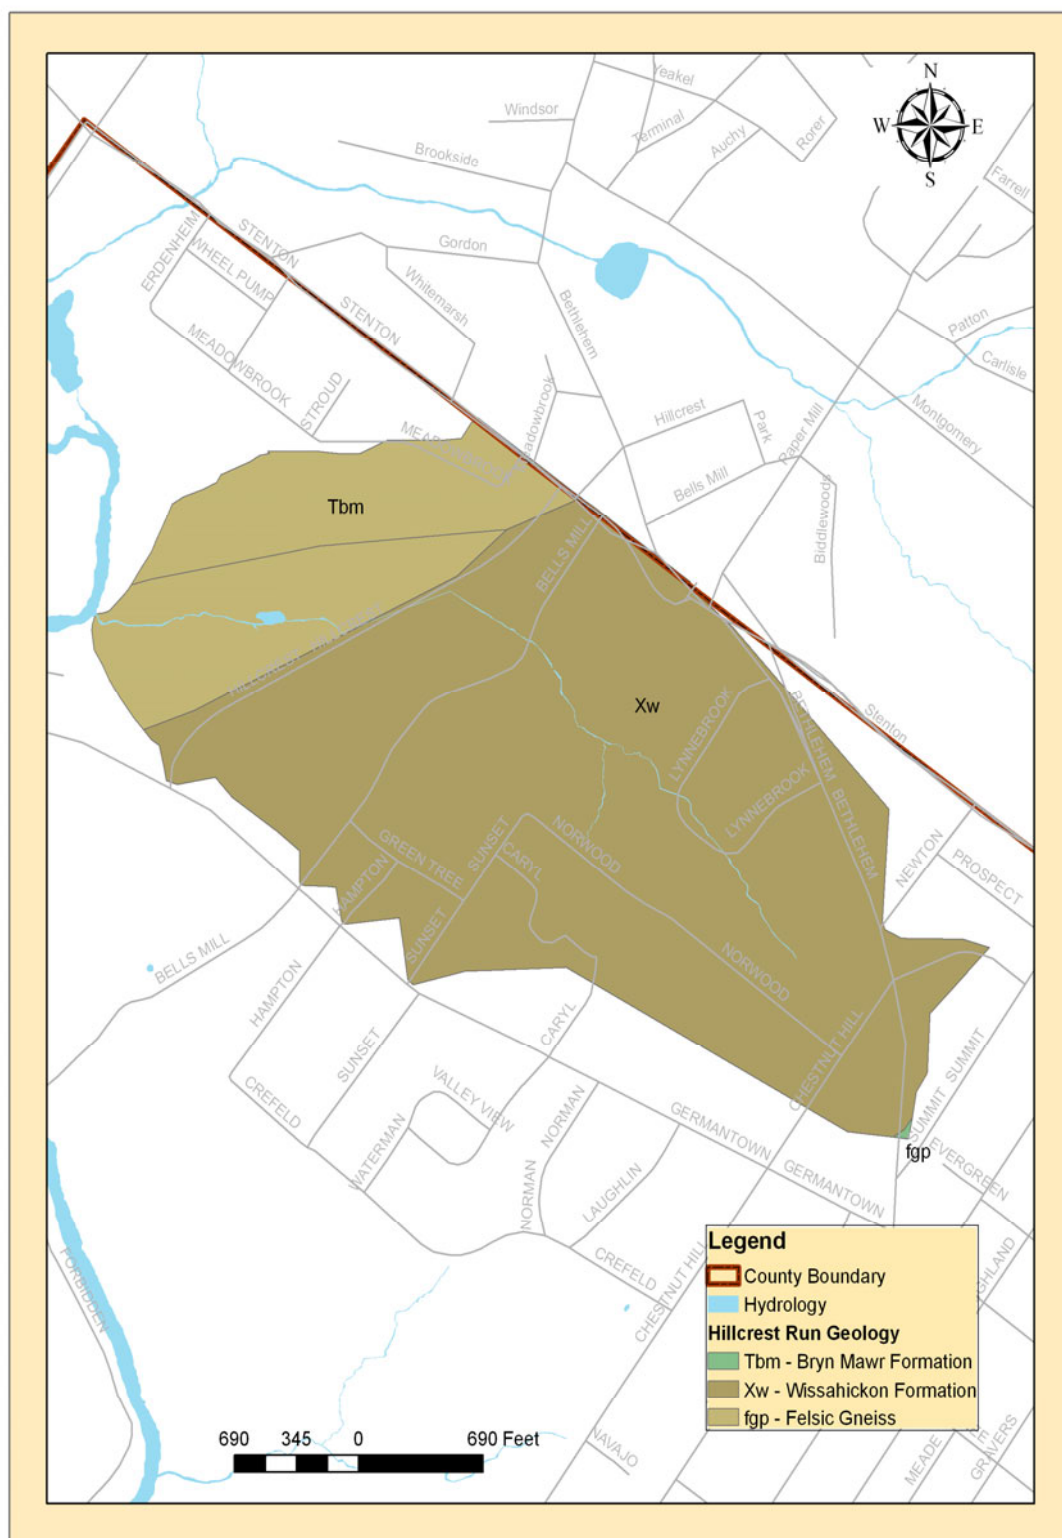 N
W E
S
Yeakel
Windsor
Terminal
Auchy
Rorer
Brookside
Farrell
ERDENHEIM
STENTON
WHEEL PUMP
Gordon
Whitemarsh
STENTON
Bethlehem
Patton
Carlisle
MEADOWBROOK
STROUD
Meadowbrook
Hillcrest
Park
Paper Mill
Montgomery
Bells Mill
Biddlewoods
Tbm
BELLS MILL
Xw
LYNNEBROOK
BETHLEHEM
Stenton
LYNNEBROOK
BETHLEHEM
NORWOOD
SUNSET
CARYL
GREEN TREE
HAMPTON
SUNSET
NEWTON
PROSPECT
NORWOOD
BELLS MILL
HAMPTON
SUNSET
CARYL
CHESTNUT HILL
SUMMIT
SUMMIT
CREFELD
VALLEY VIEW
WATERMAN
NORMAN
GERMANTOWN
GERMANTOWN
fgp
EVERGREEN
NORMAN
LAUGHLIN
CREFELD
CHESTNUT HILL
FORBIDDEN
NAVAJO
MEADE
GRAVERS
Legend
County Boundary
Hydrology
Hillcrest Run Geology
Tbm - Bryn Mawr Formation
Xw - Wissahickon Formation
fgp - Felsic Gneiss
690 345 0 690 Feet